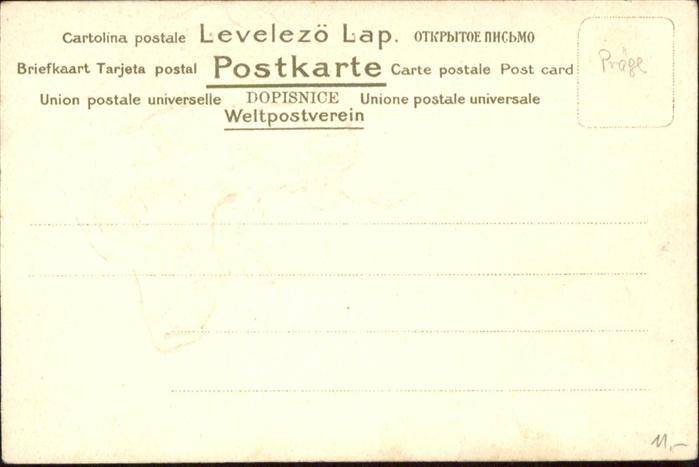 Cartolina postale Levelező Lap. ОТКРЫТОЕ ПИСЬМО
Briefkaart Tarjeta postal Postkarte Carte postale Post card
Union postale universelle DOPISNICE Unione postale universale
Weltpostverein
Präge
11,-